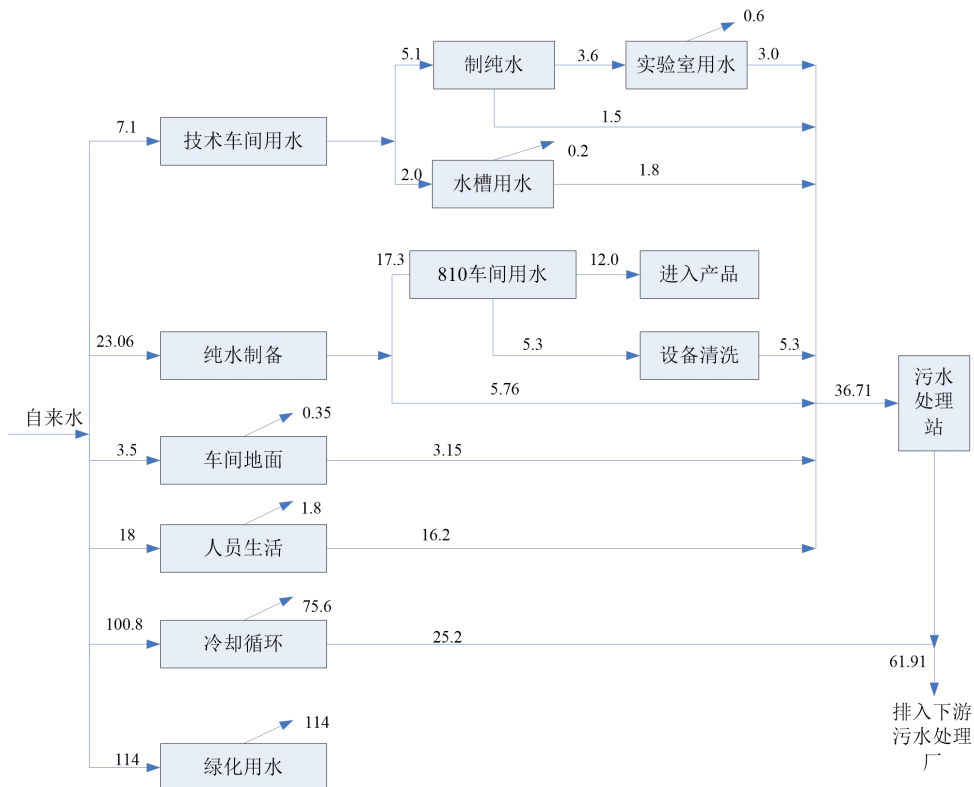 0.6
5.1
制纯水
3.6
实验室用水
3.0
7.1
技术车间用水
1.5
0.2
2.0
水槽用水
1.8
17.3
810车间用水
12.0
进入产品
23.06
纯水制备
5.3
设备清洗
5.3
5.76
36.71
污水
处理
站
自来水
0.35
3.5
车间地面
3.15
1.8
18
人员生活
16.2
75.6
100.8
冷却循环
25.2
61.91
排入下游
污水处理
厂
114
114
绿化用水